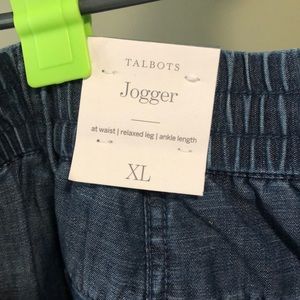 TALBOTS
Jogger
at waist | relaxed leg | ankle length
XL